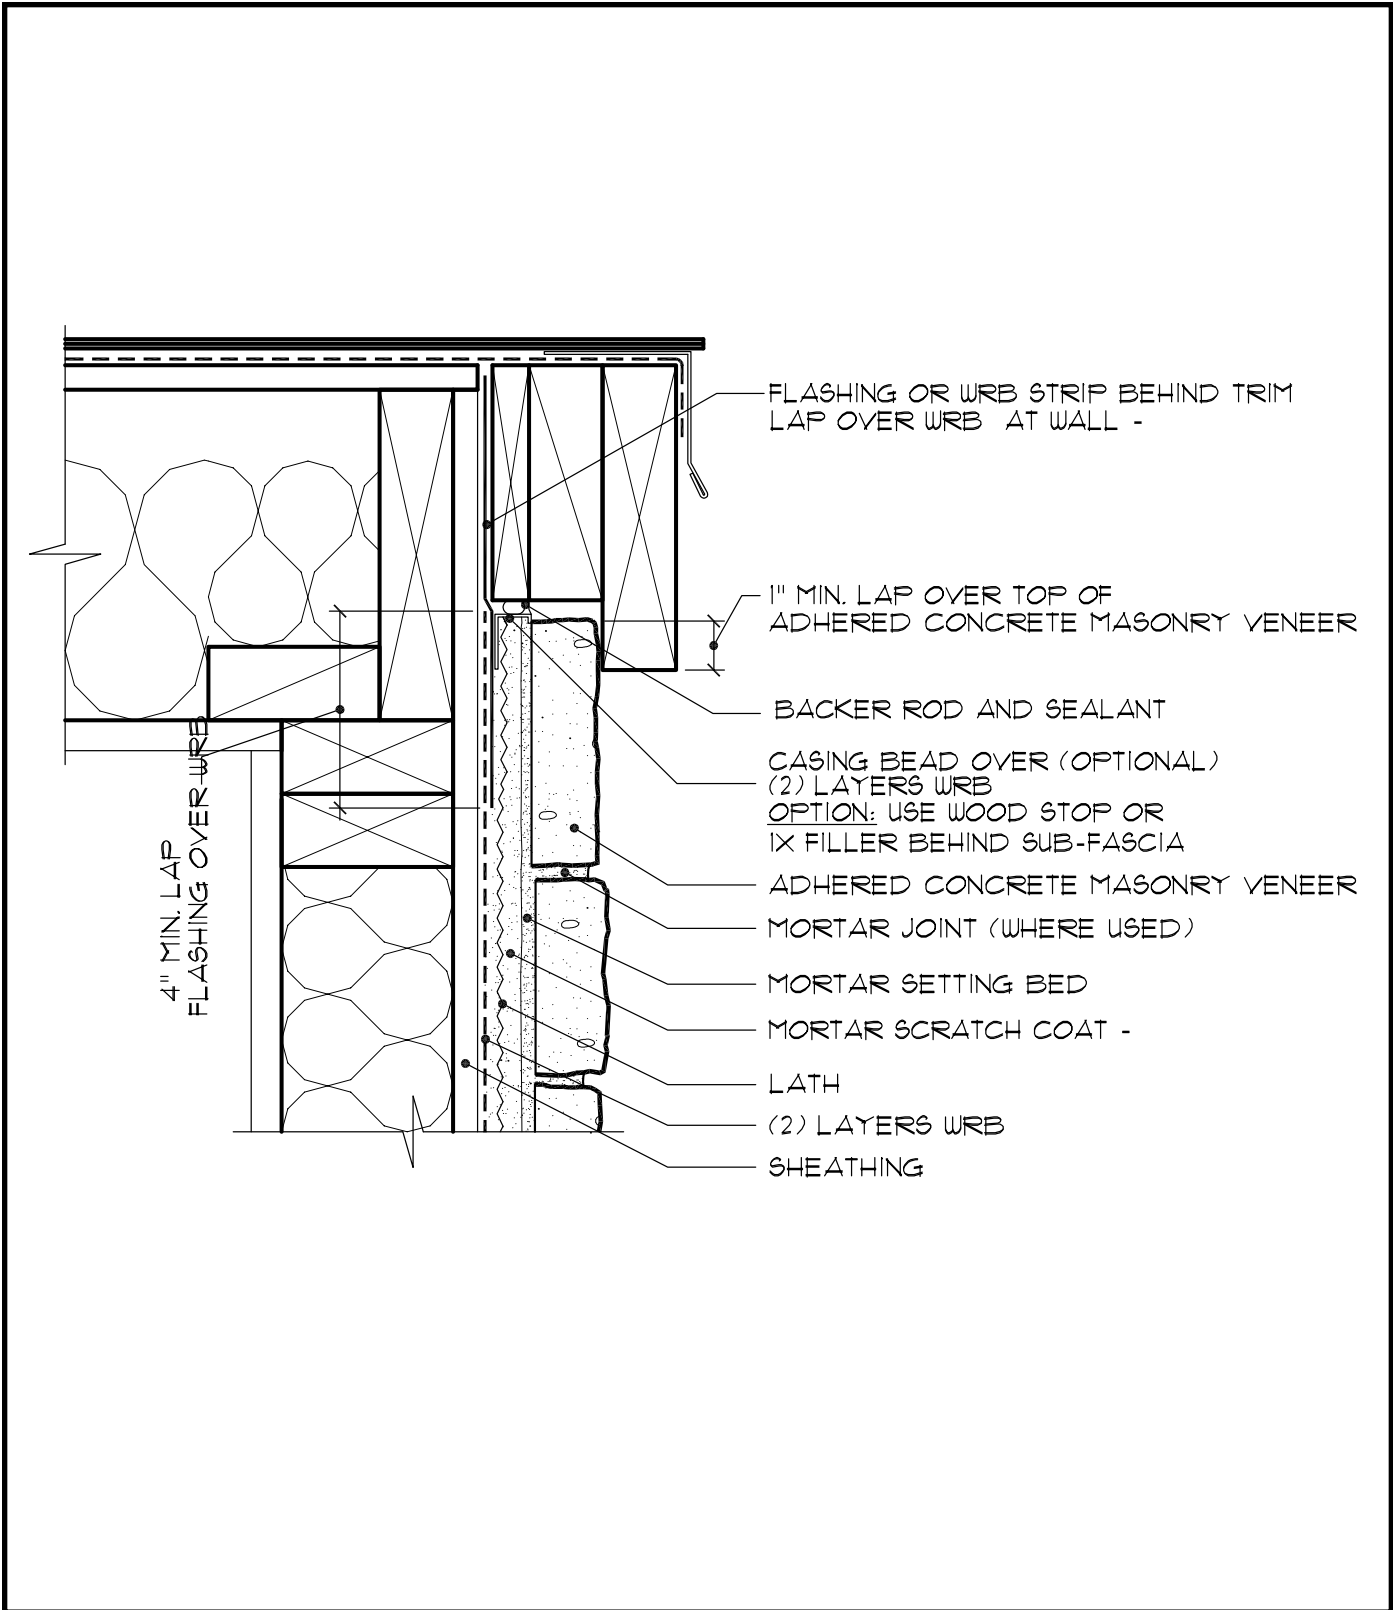 FLASHING OR WRB STRIP BEHIND TRIM
LAP OVER WRB AT WALL -
1" MIN. LAP OVER TOP OF
ADHERED CONCRETE MASONRY VENEER
BACKER ROD AND SEALANT
CASING BEAD OVER (OPTIONAL)
(2) LAYERS WRB
OPTION: USE WOOD STOP OR
1X FILLER BEHIND SUB-FASCIA
ADHERED CONCRETE MASONRY VENEER
MORTAR JOINT (WHERE USED)
MORTAR SETTING BED
MORTAR SCRATCH COAT -
LATH
(2) LAYERS WRB
SHEATHING
4" MIN. LAP
FLASHING OVER WRB